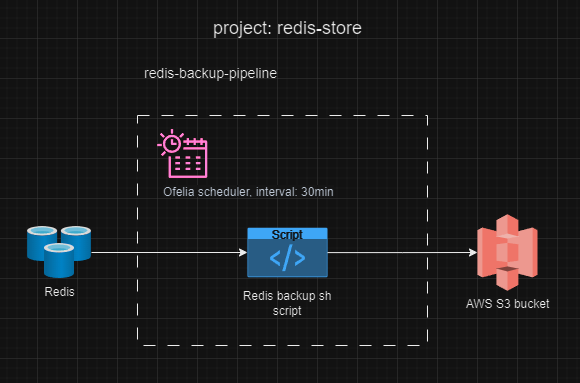 project: redis-store
redis-backup-pipeline
Ofelia scheduler, interval: 30min
Script
</>
Redis
Redis backup sh
script
AWS S3 bucket